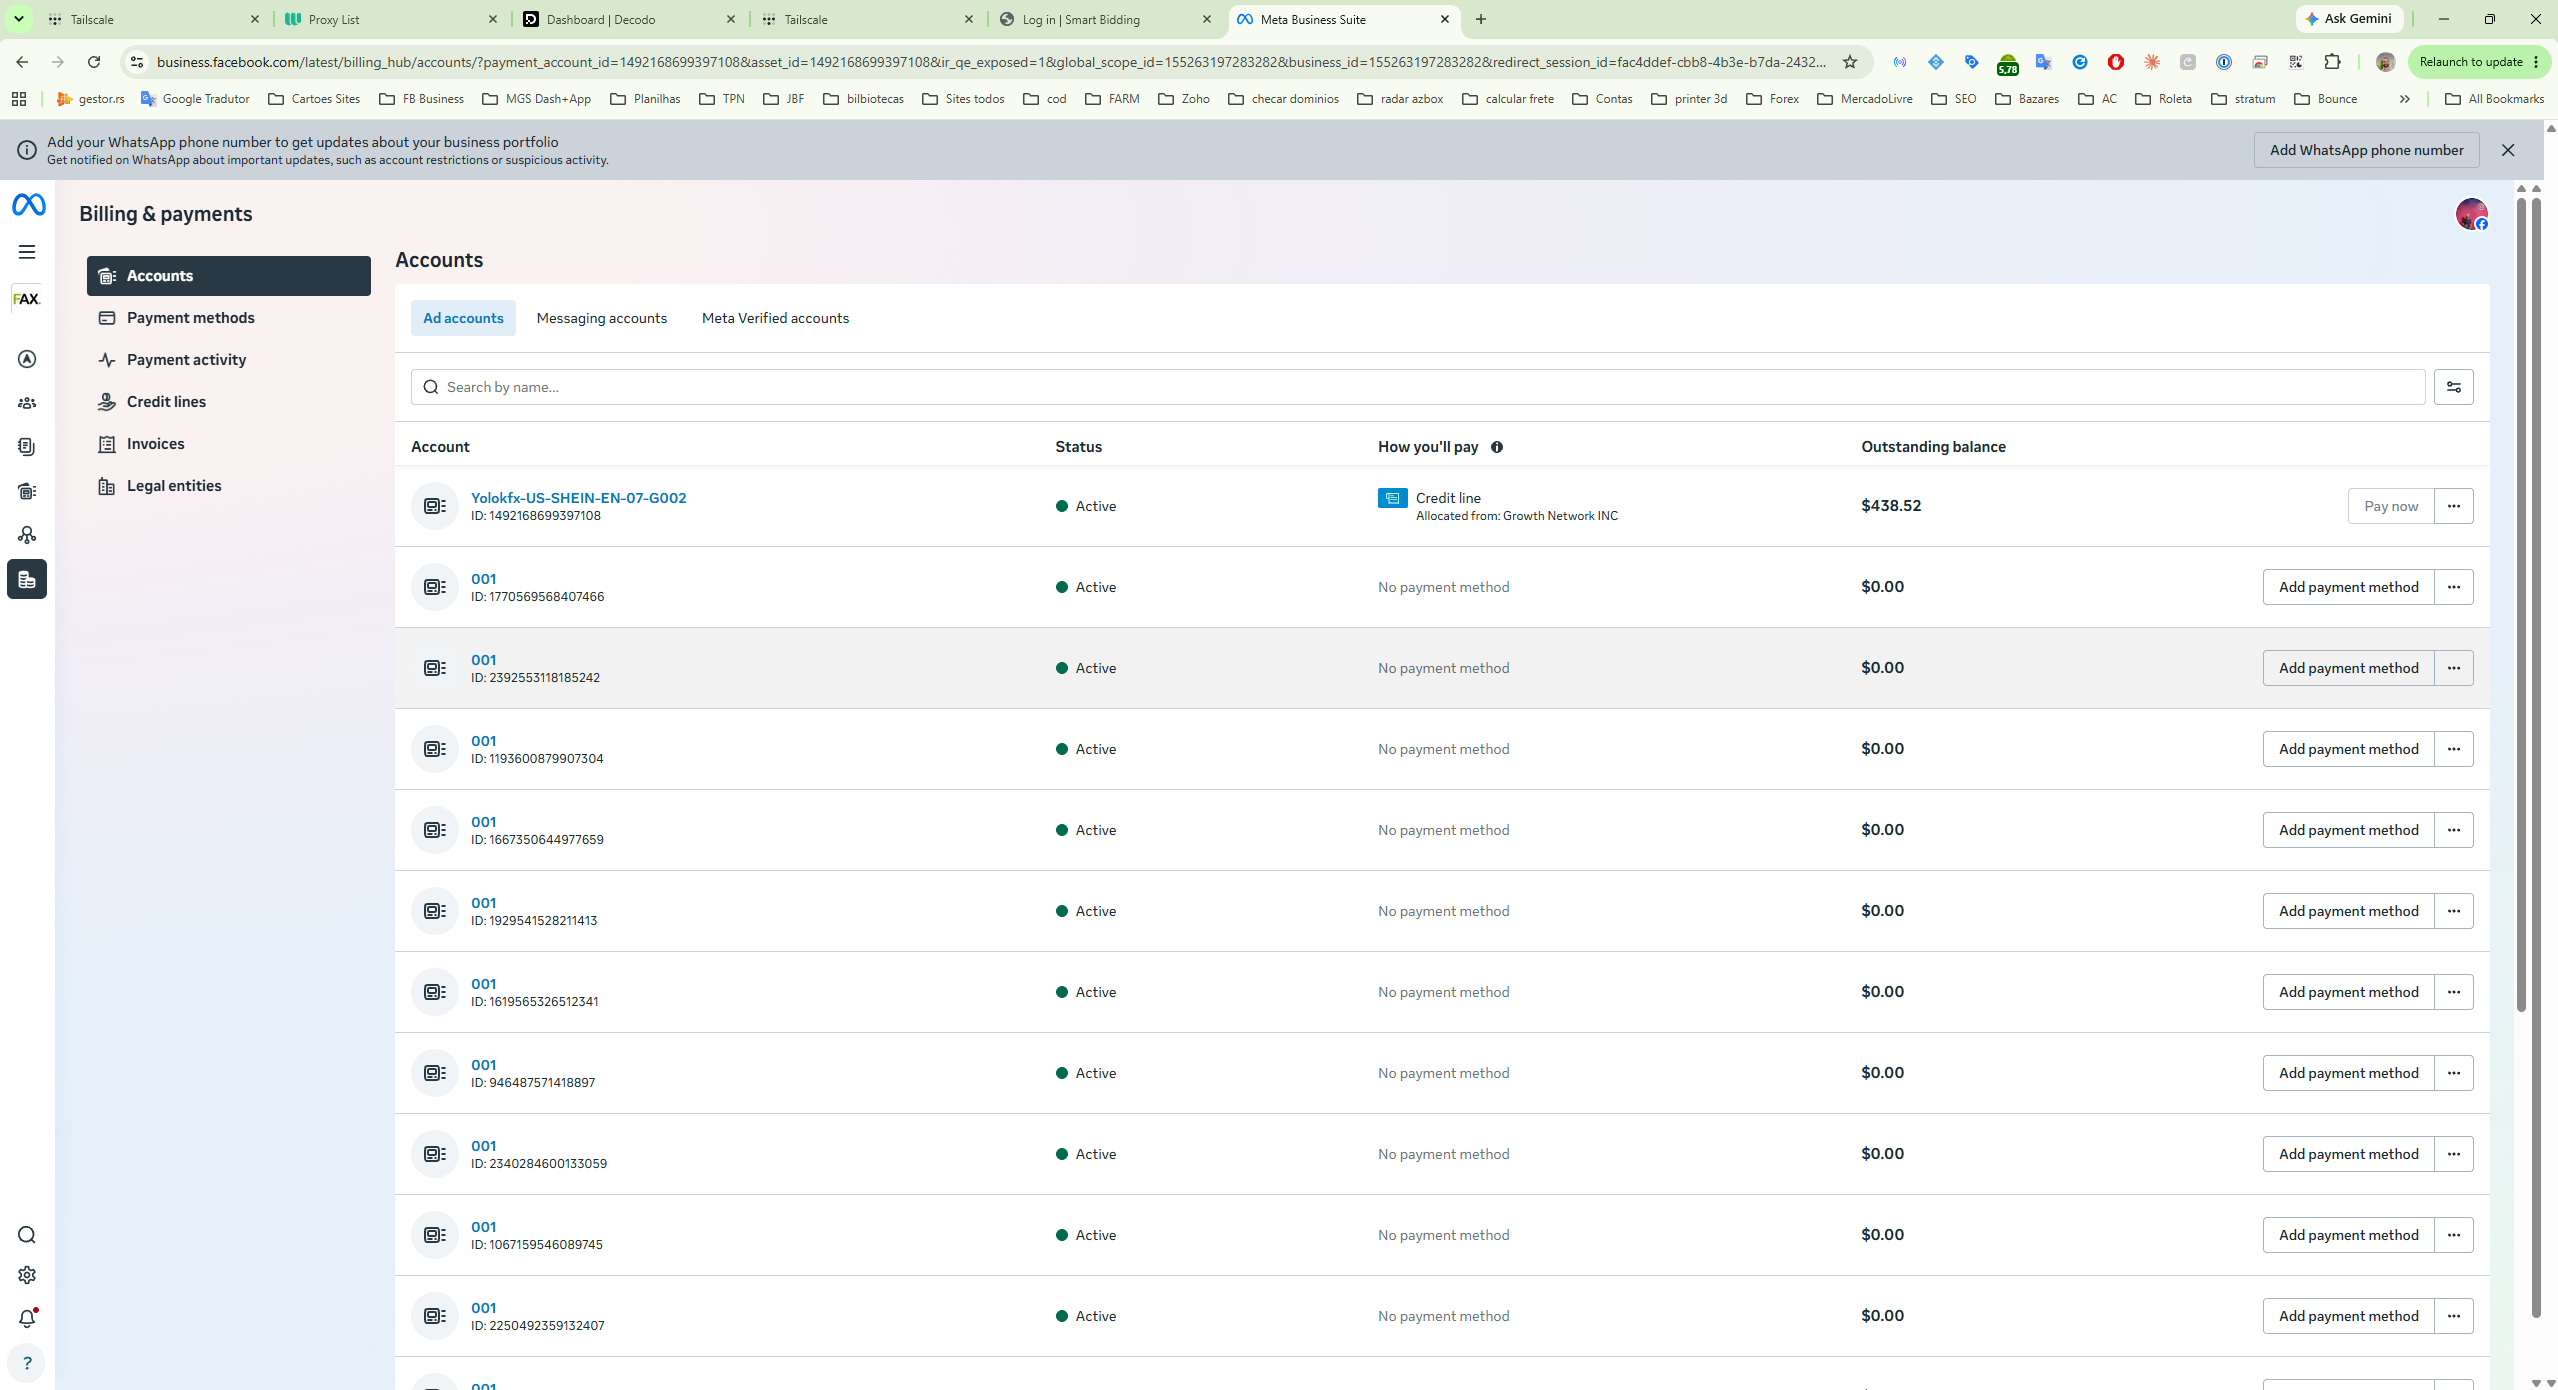 Tailscale
Proxy List
Dashboard | Decodo
Tailscale
Log in | Smart Bidding
Meta Business Suite
Ask Gemini
business.facebook.com/latest/billing_hub/accounts/?payment_account_id=1492168699397108&asset_id=1492168699397108&ir_qe_exposed=1&global_scope_id=155263197283282&business_id=155263197283282&redirect_session_id=fac4ddef-cbb8-4b3e-b7da-2432...
5,78
Relaunch to update
gestor.rs
Google Tradutor
Cartoes Sites
FB Business
MGS Dash+App
Planilhas
TPN
JBF
bilbiotecas
Sites todos
cod
FARM
Zoho
checar dominios
radar azbox
calcular frete
Contas
printer 3d
Forex
MercadoLivre
SEO
Bazares
AC
Roleta
stratum
Bounce
All Bookmarks
Add your WhatsApp phone number to get updates about your business portfolio
Get notified on WhatsApp about important updates, such as account restrictions or suspicious activity.
Add WhatsApp phone number
Billing & payments
FAX.
Accounts
Payment methods
Payment activity
Credit lines
Invoices
Legal entities
Accounts
Ad accounts
Messaging accounts
Meta Verified accounts
Search by name...
Account
Status
How you'll pay
Outstanding balance
Yolokfx-US-SHEIN-EN-07-G002
ID: 1492168699397108
Active
Credit line
Allocated from: Growth Network INC
$438.52
Pay now
001
ID: 1770569568407466
Active
No payment method
$0.00
Add payment method
001
ID: 2392553118185242
Active
No payment method
$0.00
Add payment method
001
ID: 1193600879907304
Active
No payment method
$0.00
Add payment method
001
ID: 1667350644977659
Active
No payment method
$0.00
Add payment method
001
ID: 1929541528211413
Active
No payment method
$0.00
Add payment method
001
ID: 1619565326512341
Active
No payment method
$0.00
Add payment method
001
ID: 946487571418897
Active
No payment method
$0.00
Add payment method
001
ID: 2340284600133059
Active
No payment method
$0.00
Add payment method
001
ID: 1067159546089745
Active
No payment method
$0.00
Add payment method
001
ID: 2250492359132407
Active
No payment method
$0.00
Add payment method
001